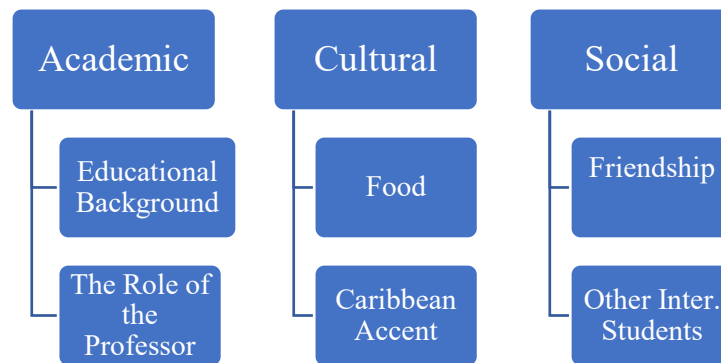 Academic
Educational
Background
The Role of
the
Professor
Cultural
Food
Caribbean
Accent
Social
Friendship
Other Inter.
Students